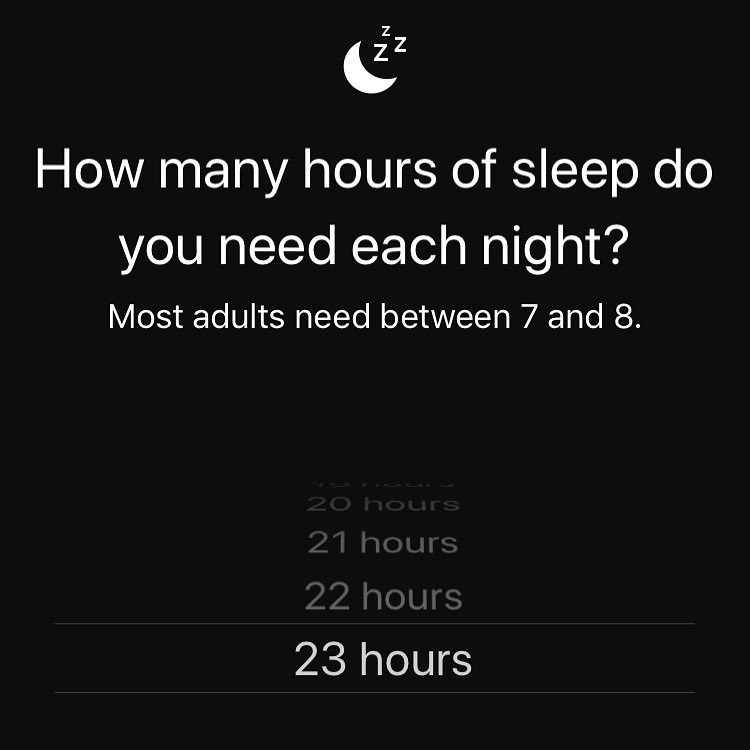 z
z z
How many hours of sleep do
you need each night?
Most adults need between 7 and 8.
20 hours
21 hours
22 hours
23 hours